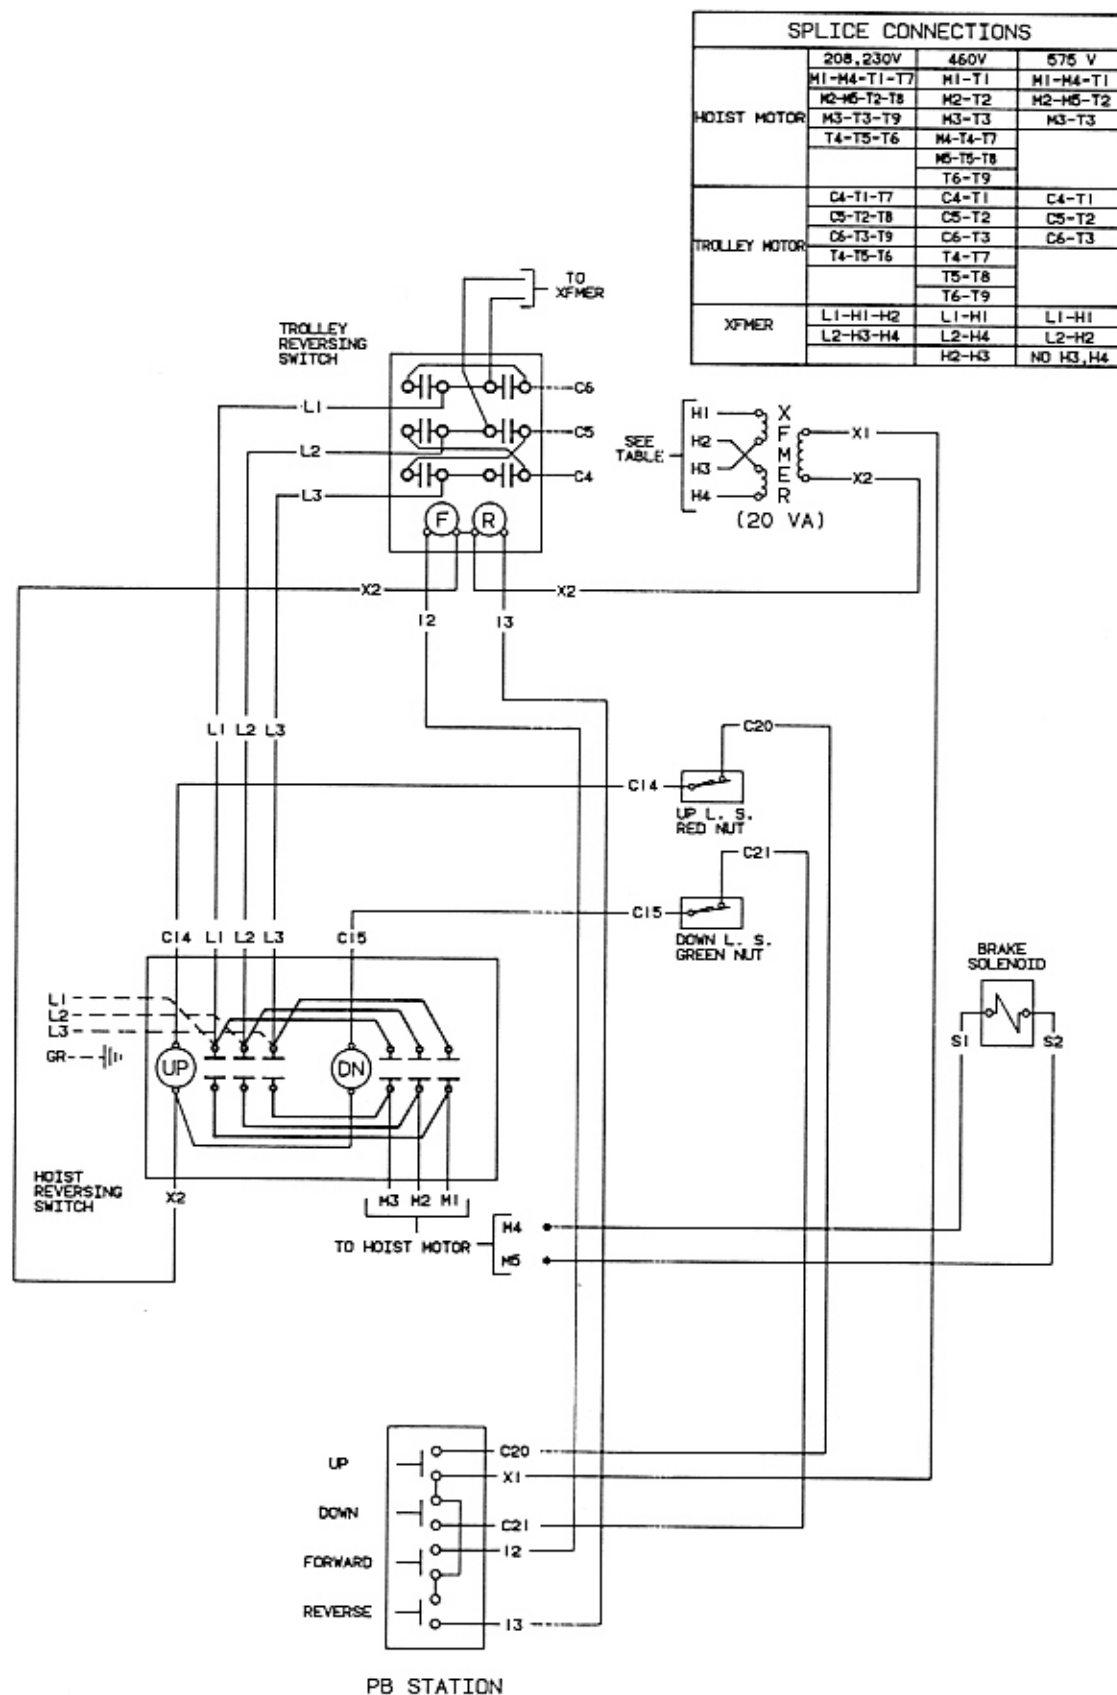 SPLICE CONNECTIONS
208,230V 460V 575 V
HOIST MOTOR
M1-M4-T1-T7 M1-T1 M1-M4-T1
M2-M5-T2-T8 M2-T2 M2-M5-T2
M3-T3-T9 M3-T3 M3-T3
T4-T5-T6 M4-T4-T7
M5-T5-T8
T6-T9
TROLLEY MOTOR
C4-T1-T7 C4-T1 C4-T1
C5-T2-T8 C5-T2 C5-T2
C6-T3-T9 C6-T3 C6-T3
T4-T5-T6 T4-T7
T5-T8
T6-T9
XFMER
L1-H1-H2 L1-H1 L1-H1
L2-H3-H4 L2-H4 L2-H2
H2-H3 NO H3,H4
TO
XFMER
TROLLEY
REVERSING
SWITCH
C6
C5
C4
L1
L2
L3
F R
SEE
TABLE
H1
H2
H3
H4
X
F
M
E
R
(20 VA)
X1
X2
X2
X2
12
13
L1 L2 L3
C20
C14
UP L. S.
RED NUT
C21
C15
DOWN L. S.
GREEN NUT
C14 L1 L2 L3 C15
L1
L2
L3
GR
UP
DN
BRAKE
SOLENOID
S1
S2
HOIST
REVERSING
SWITCH
X2
M3 M2 M1
TO HOIST MOTOR
M4
M5
UP
DOWN
FORWARD
REVERSE
C20
X1
C21
12
13
PB STATION